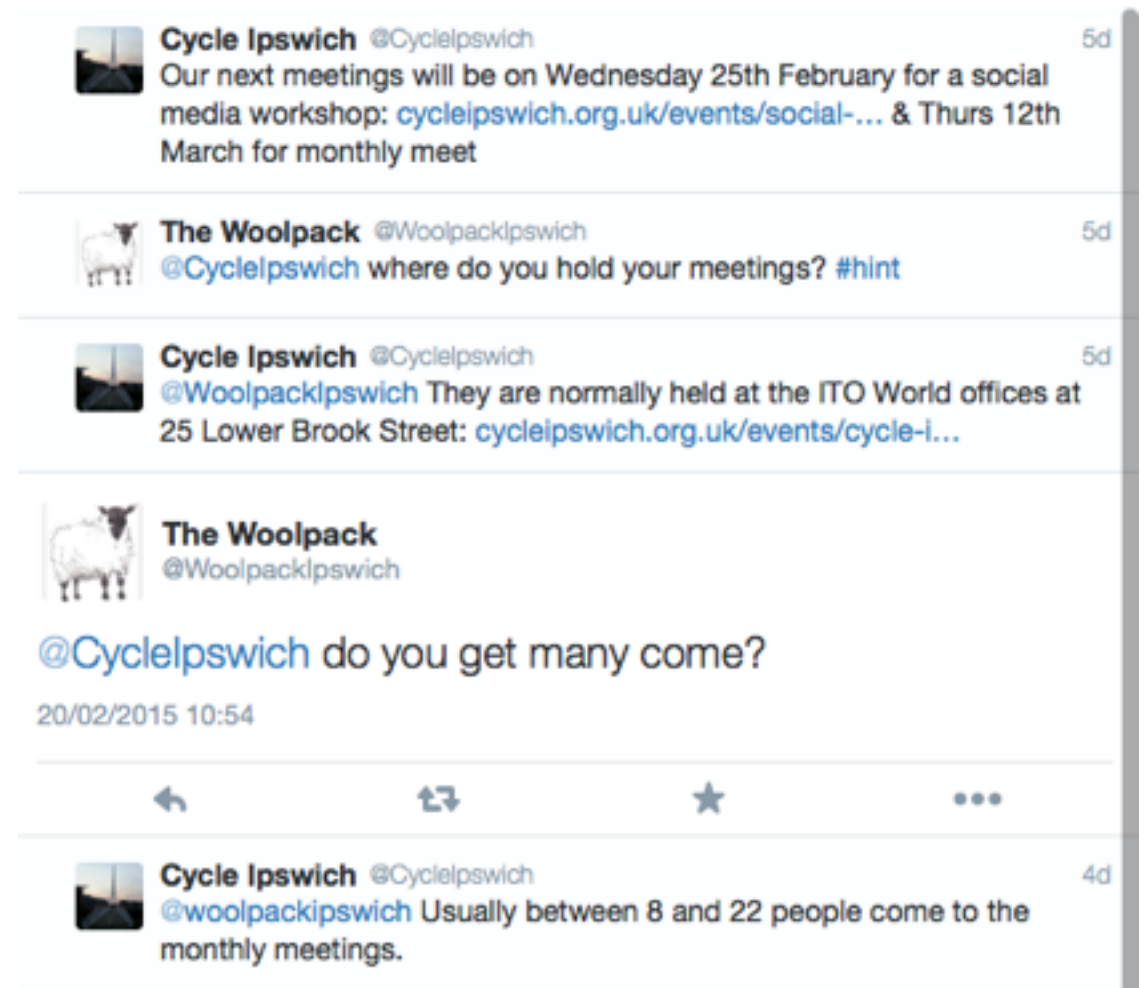 Cycle Ipswich @CycleIpswich 5d
Our next meetings will be on Wednesday 25th February for a social
media workshop: cycleipswich.org.uk/events/social-... & Thurs 12th
March for monthly meet
The Woolpack @WoolpackIpswich 5d
@CycleIpswich where do you hold your meetings? #hint
Cycle Ipswich @CycleIpswich 5d
@WoolpackIpswich They are normally held at the ITO World offices at
25 Lower Brook Street: cycleipswich.org.uk/events/cycle-i...
The Woolpack
@WoolpackIpswich
@CycleIpswich do you get many come?
20/02/2015 10:54
Cycle Ipswich @CycleIpswich 4d
@woolpackipswich Usually between 8 and 22 people come to the
monthly meetings.